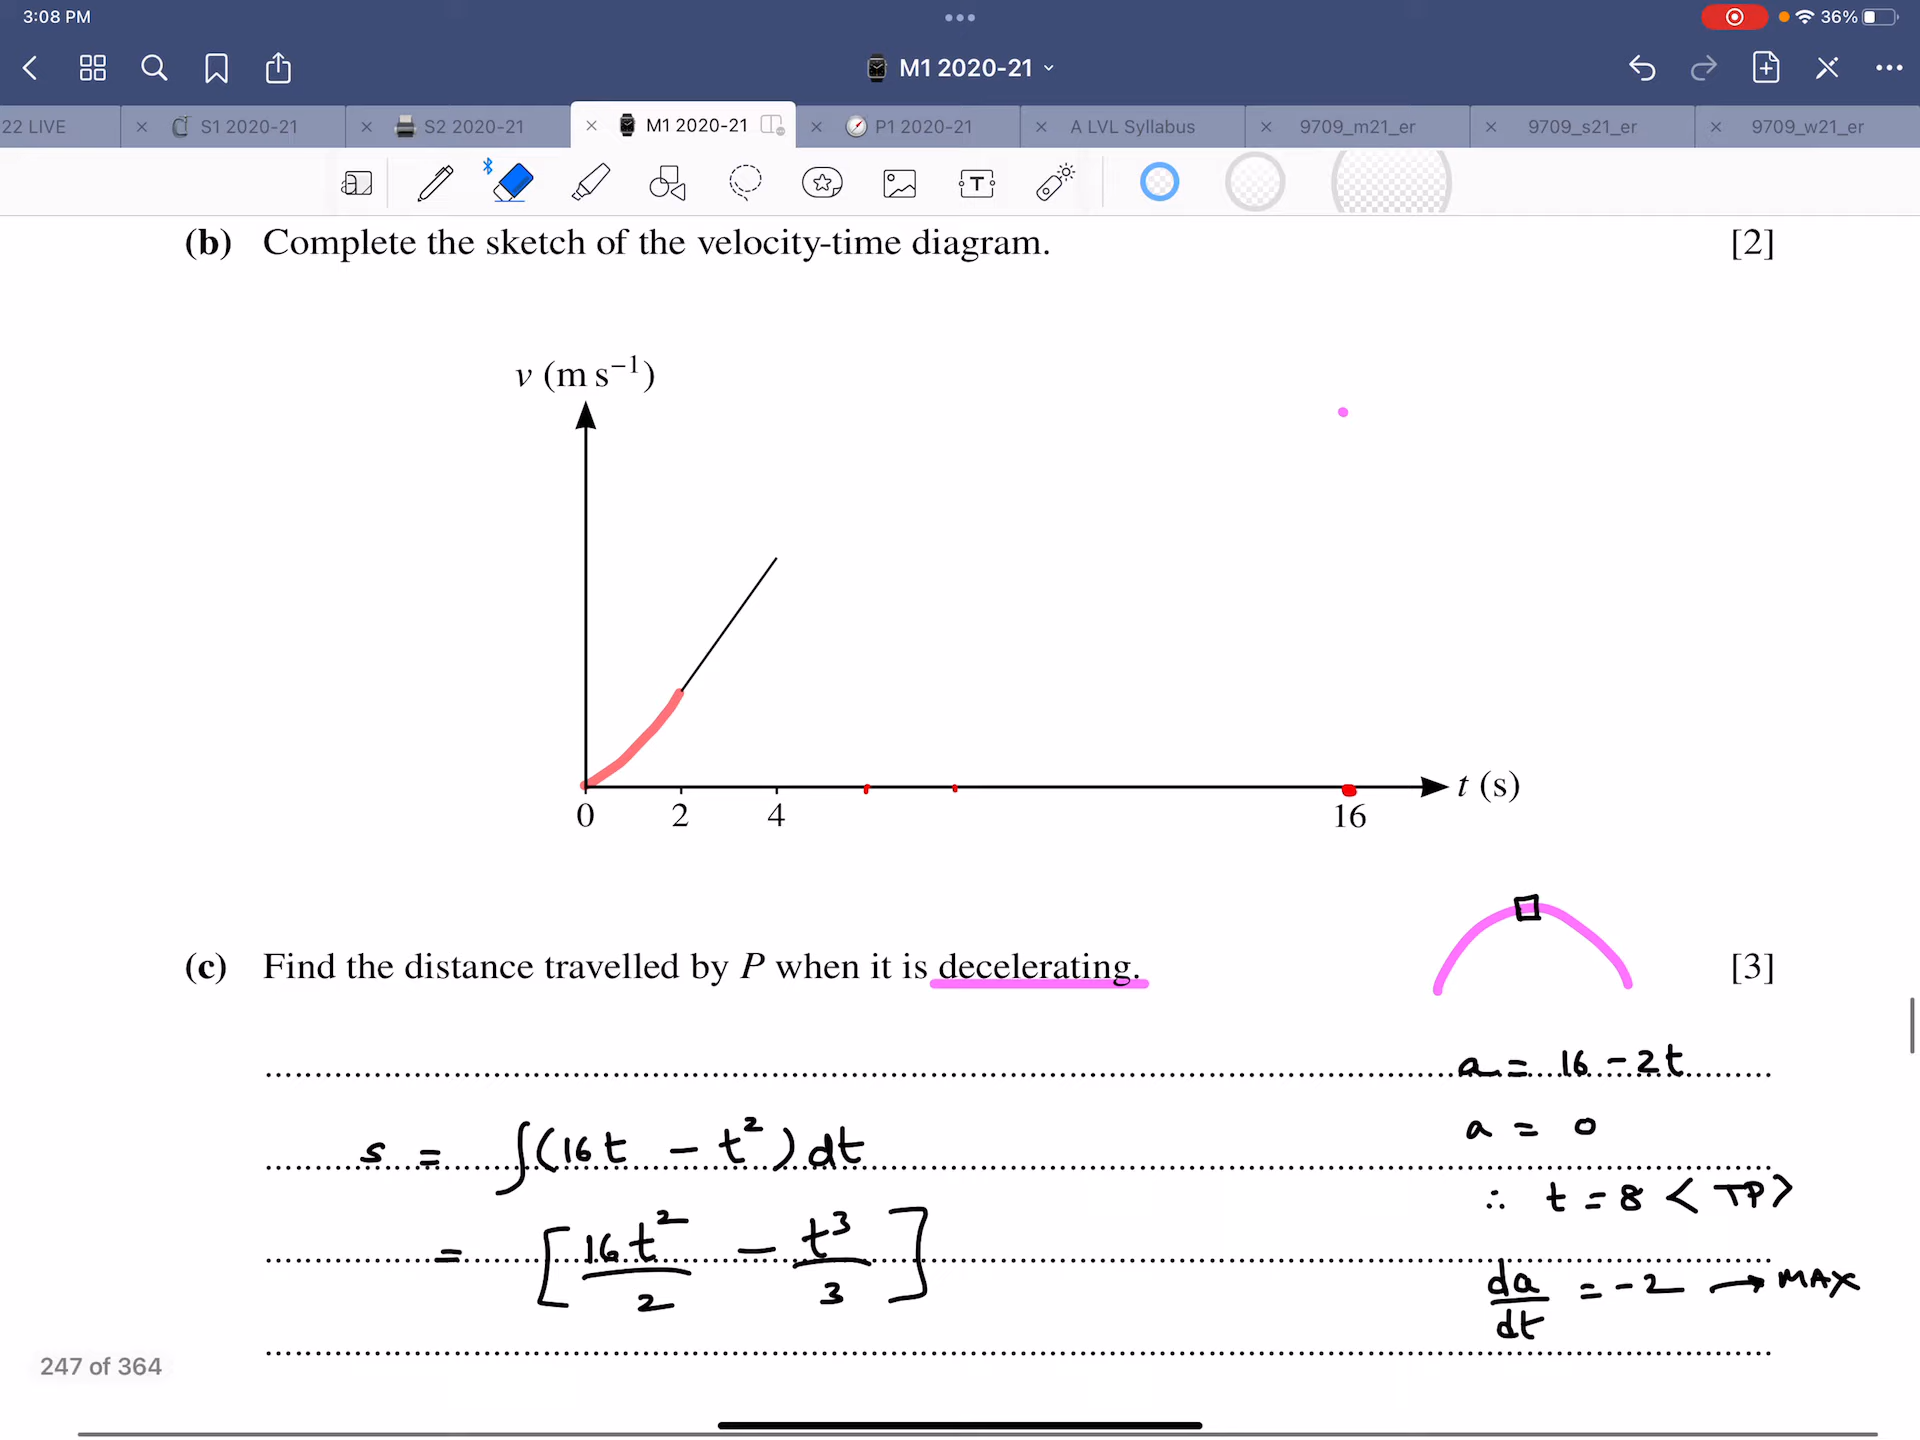 3:08 PM
36%
M1 2020-21
22 LIVE
S1 2020-21
S2 2020-21
M1 2020-21
P1 2020-21
A LVL Syllabus
9709_m21_er
9709_s21_er
9709_w21_er
(b) Complete the sketch of the velocity-time diagram. [2]
v (m s⁻¹)
t (s)
0 2 4 16
(c) Find the distance travelled by P when it is decelerating. [3]
a = 16 - 2t
a = 0
s = ∫(16t - t²) dt
∴ t = 8 < TP >
= [16t²/2 - t³/3]
da/dt = -2 → MAX
247 of 364